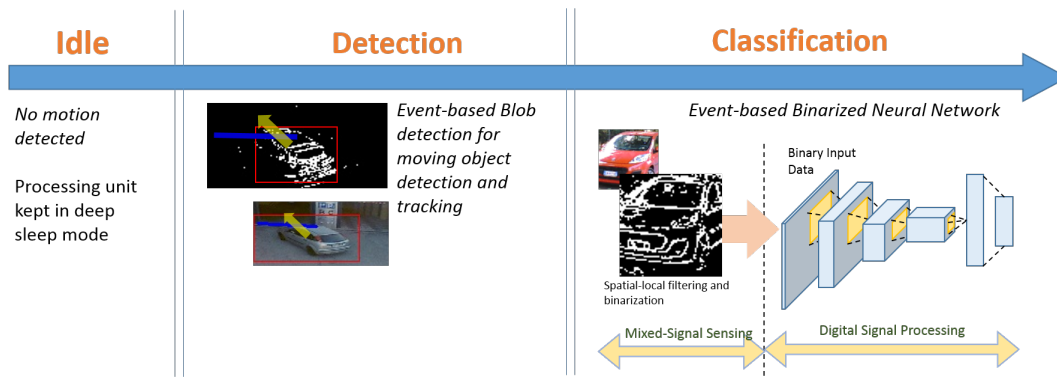 Idle
Detection
Classification
No motion
detected
Processing unit
kept in deep
sleep mode
Event-based Blob
detection for
moving object
detection and
tracking
Event-based Binarized Neural Network
Binary Input
Data
Spatial-local filtering and
binarization
Mixed-Signal Sensing
Digital Signal Processing